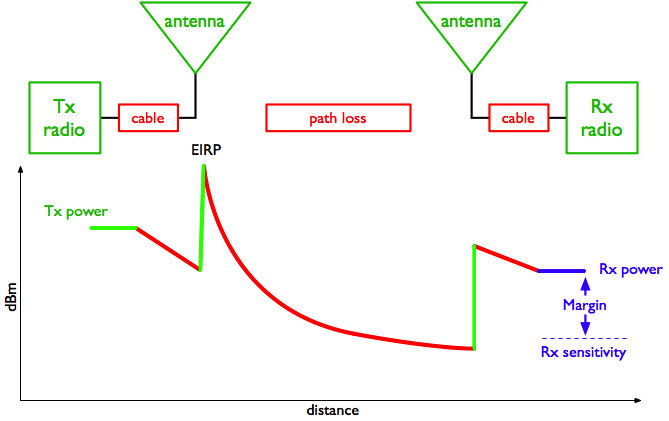 antenna
antenna
Tx
radio
cable
path loss
cable
Rx
radio
EIRP
Tx power
Rx power
Margin
Rx sensitivity
dBm
distance